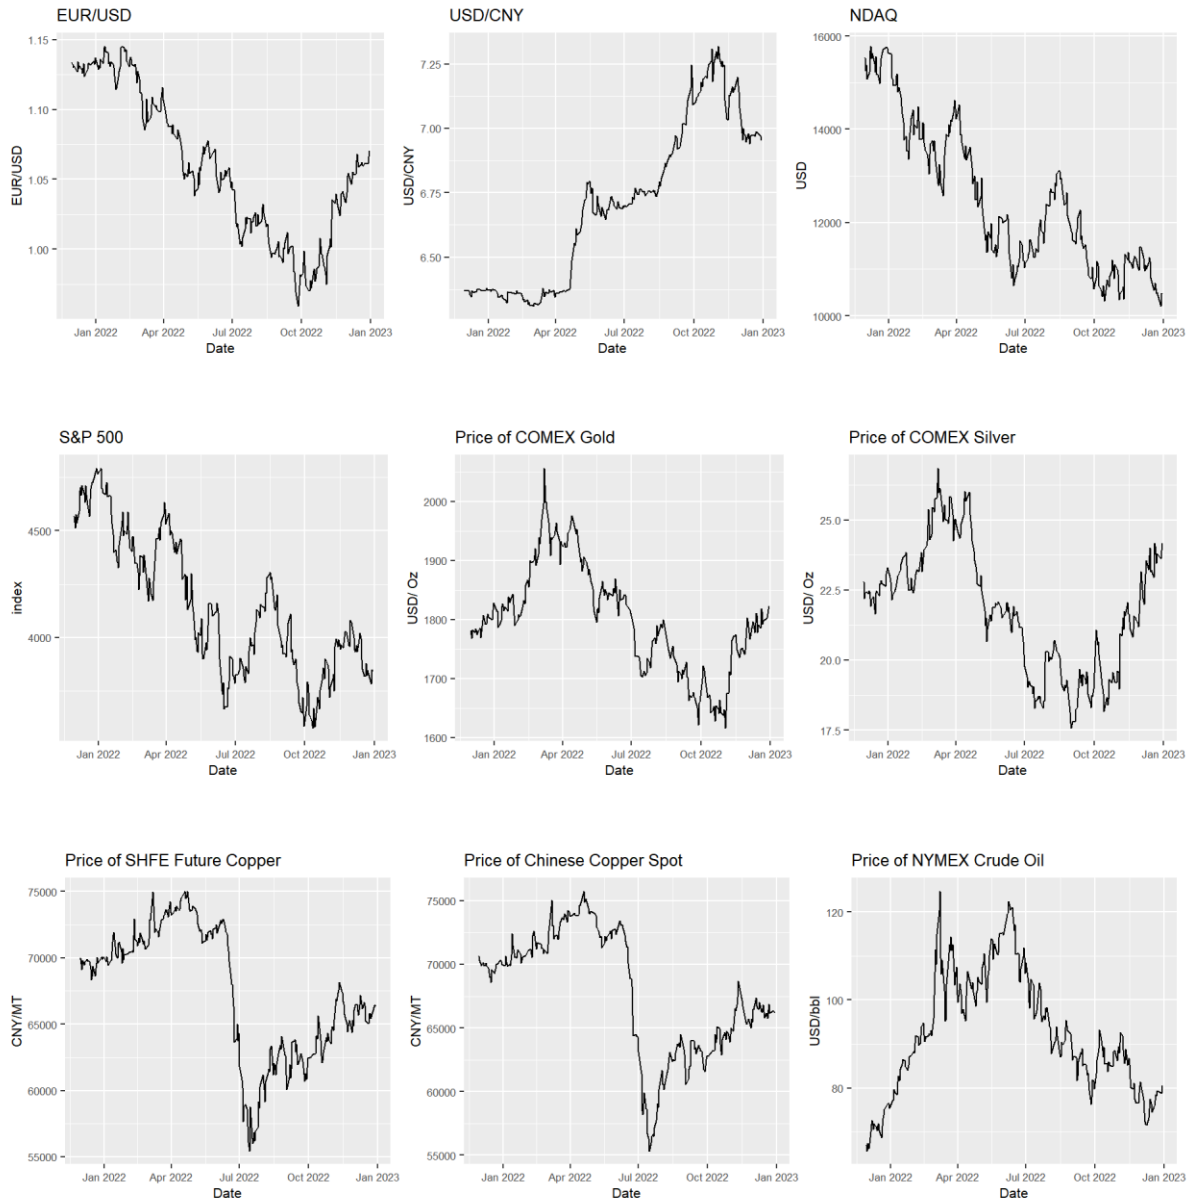 EUR/USD
1.15
1.10
1.05
1.00
EUR/USD
Jan 2022 Apr 2022 Jul 2022 Oct 2022 Jan 2023
Date
USD/CNY
7.25
7.00
6.75
6.50
USD/CNY
Jan 2022 Apr 2022 Jul 2022 Oct 2022 Jan 2023
Date
NDAQ
16000
14000
12000
10000
USD
Jan 2022 Apr 2022 Jul 2022 Oct 2022 Jan 2023
Date
S&P 500
4500
4000
index
Jan 2022 Apr 2022 Jul 2022 Oct 2022 Jan 2023
Date
Price of COMEX Gold
2000
1900
1800
1700
1600
USD/ Oz
Jan 2022 Apr 2022 Jul 2022 Oct 2022 Jan 2023
Date
Price of COMEX Silver
25.0
22.5
20.0
17.5
USD/ Oz
Jan 2022 Apr 2022 Jul 2022 Oct 2022 Jan 2023
Date
Price of SHFE Future Copper
75000
70000
65000
60000
55000
CNY/MT
Jan 2022 Apr 2022 Jul 2022 Oct 2022 Jan 2023
Date
Price of Chinese Copper Spot
75000
70000
65000
60000
55000
CNY/MT
Jan 2022 Apr 2022 Jul 2022 Oct 2022 Jan 2023
Date
Price of NYMEX Crude Oil
120
100
80
USD/bbl
Jan 2022 Apr 2022 Jul 2022 Oct 2022 Jan 2023
Date